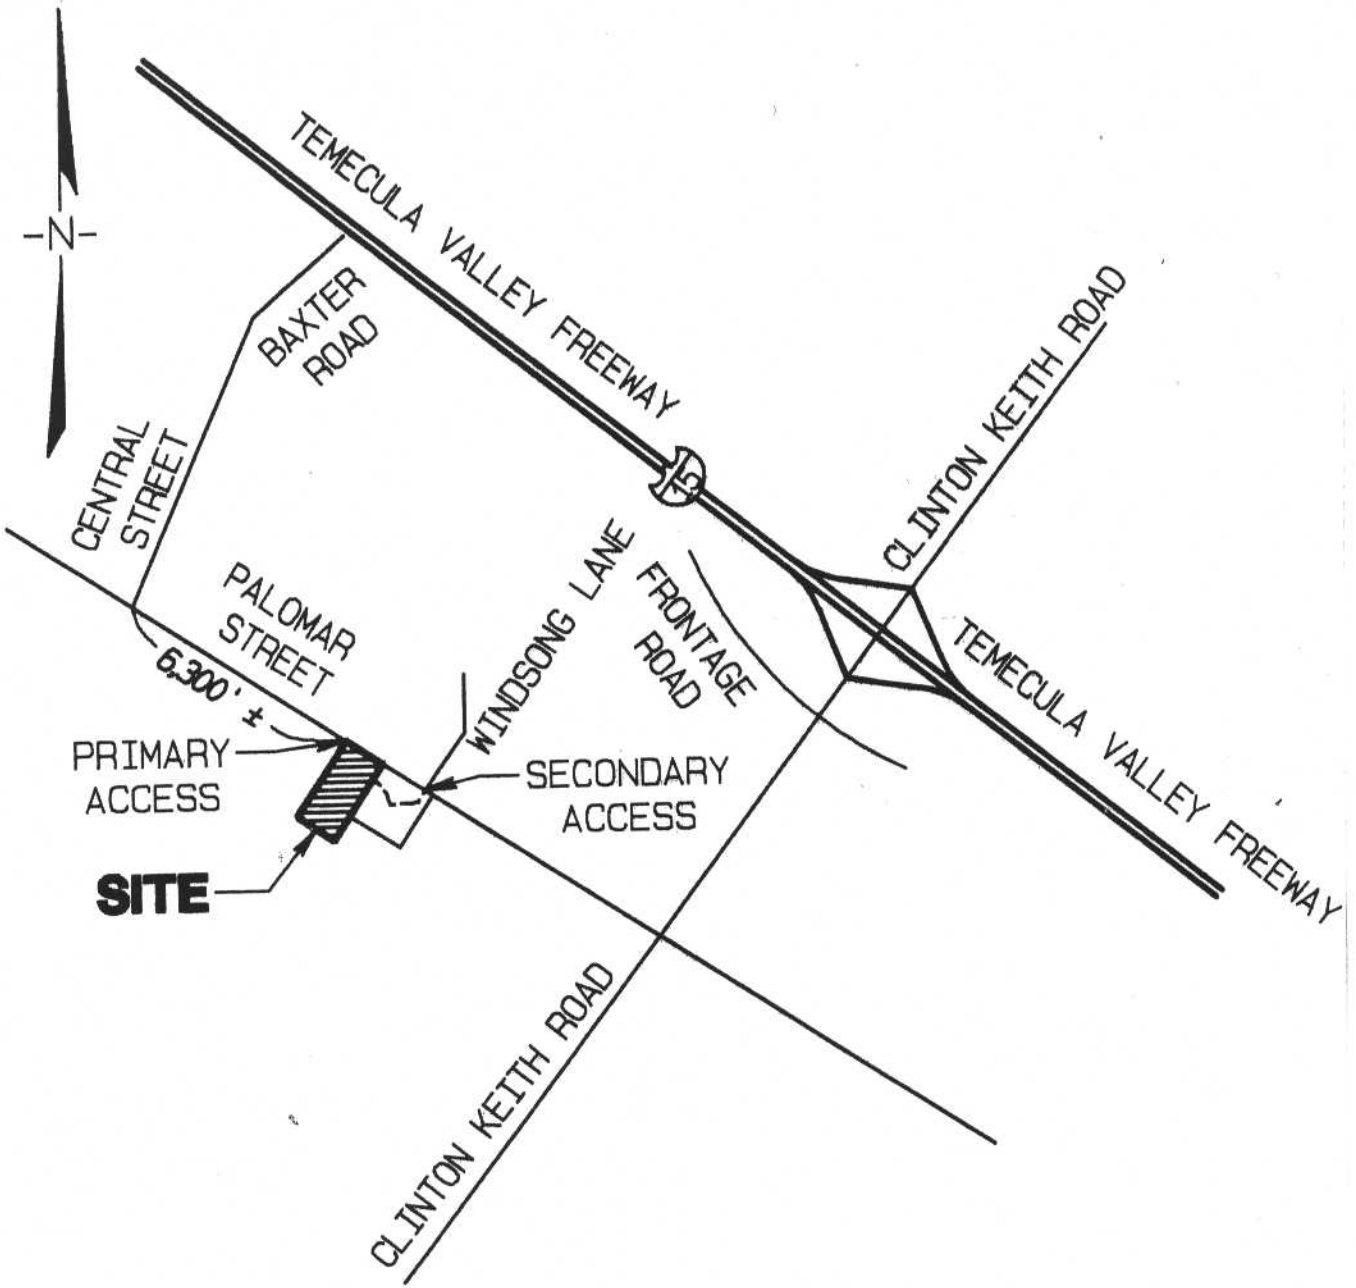 TEMECULA VALLEY FREEWAY
-N-
BAXTER
ROAD
CLINTON KEITH ROAD
CENTRAL
STREET
15
PALOMAR
STREET
WINDSONG LANE
FRONTAGE
ROAD
TEMECULA VALLEY FREEWAY
6,300' ±
PRIMARY
ACCESS
SECONDARY
ACCESS
SITE
CLINTON KEITH ROAD